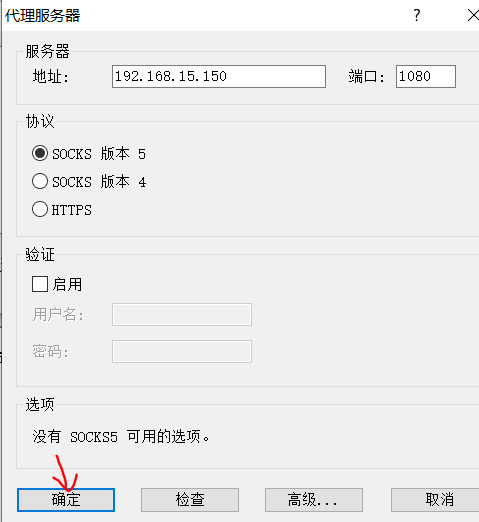 代理服务器 ?
服务器
地址: 192.168.15.150 端口: 1080
协议
SOCKS 版本 5
SOCKS 版本 4
HTTPS
验证
启用
用户名:
密码:
选项
没有 SOCKS5 可用的选项。
确定 检查 高级... 取消